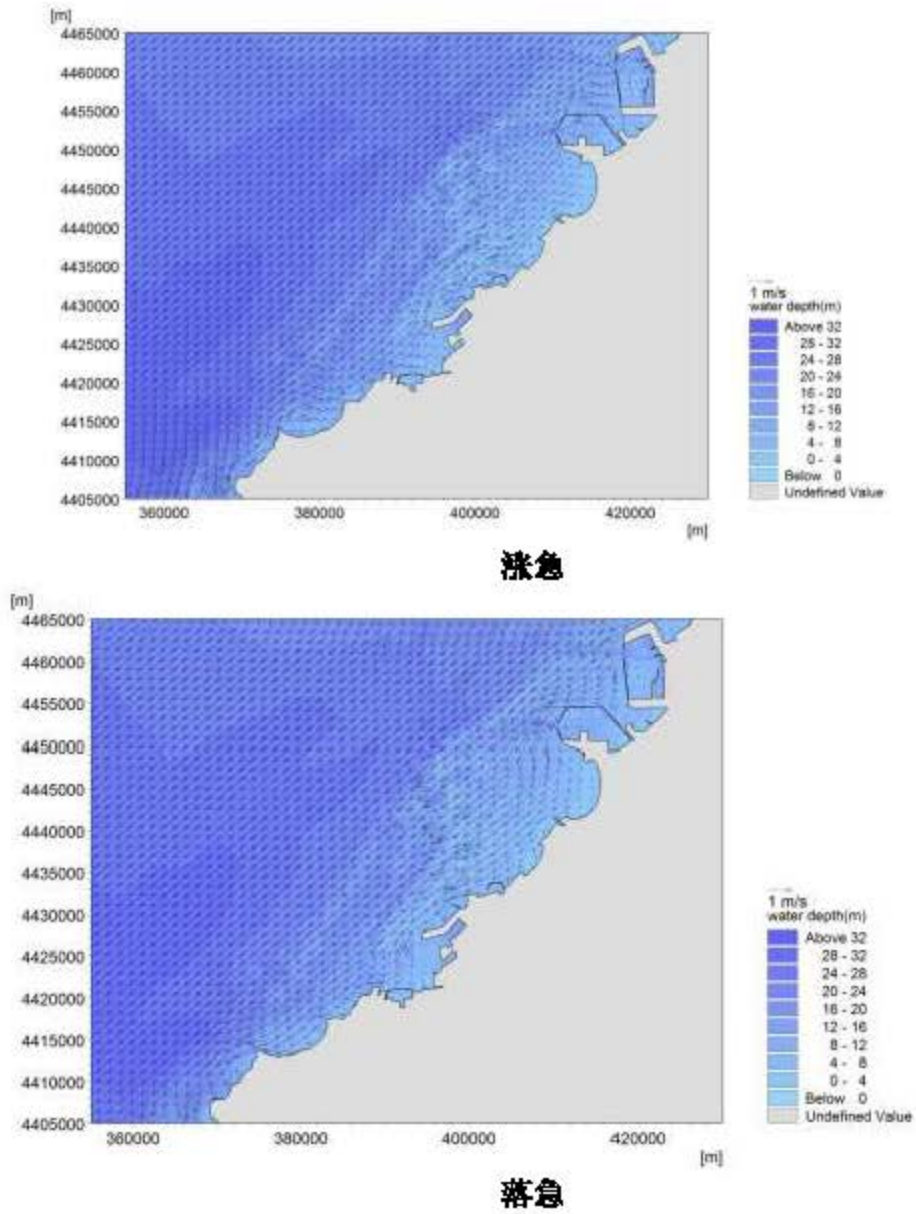 [m]
4465000
4460000
4455000
4450000
4445000
4440000
4435000
4430000
4425000
4420000
4415000
4410000
4405000
360000 380000 400000 420000
[m]
1 m/s
water depth(m)
Above 32
28 - 32
24 - 28
20 - 24
16 - 20
12 - 16
8 - 12
4 - 8
0 - 4
Below 0
Undefined Value
涨急
[m]
4465000
4460000
4455000
4450000
4445000
4440000
4435000
4430000
4425000
4420000
4415000
4410000
4405000
360000 380000 400000 420000
[m]
1 m/s
water depth(m)
Above 32
28 - 32
24 - 28
20 - 24
16 - 20
12 - 16
8 - 12
4 - 8
0 - 4
Below 0
Undefined Value
落急